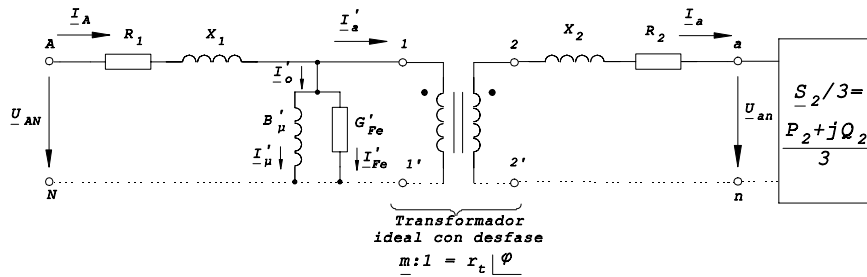 I_A R_1 X_1 I_a' X_2 R_2 I_a
A 1 2 a
I_o'
U_AN B_μ' G_Fe' U_an S_2/3=
P_2+jQ_2
3
I_μ' I_Fe'
N 1' 2' n
Transformador
ideal con desfase
m:1 = r_t φ